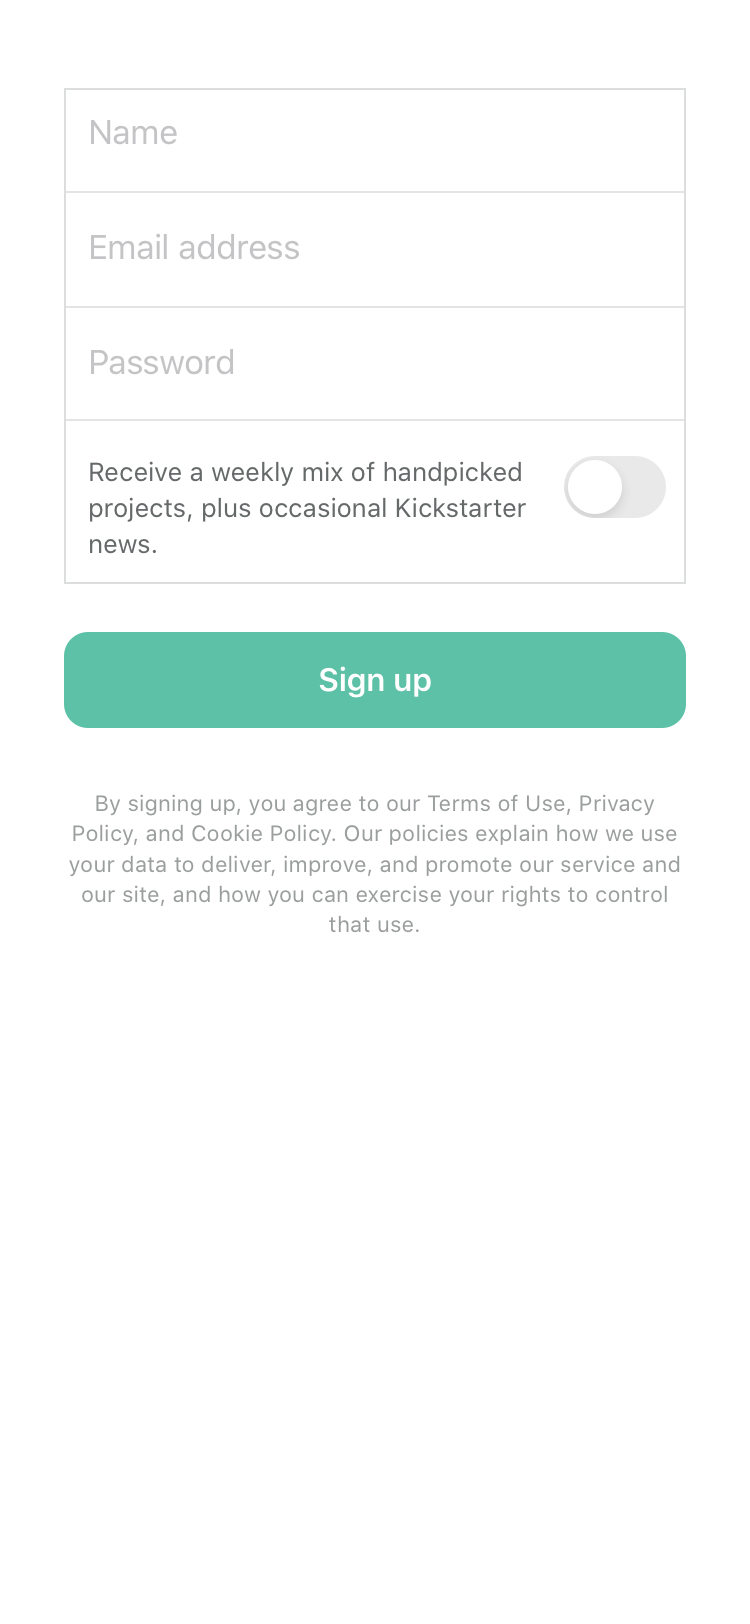 Name
Email address
Password
Receive a weekly mix of handpicked
projects, plus occasional Kickstarter
news.
Sign up
By signing up, you agree to our Terms of Use, Privacy
Policy, and Cookie Policy. Our policies explain how we use
your data to deliver, improve, and promote our service and
our site, and how you can exercise your rights to control
that use.